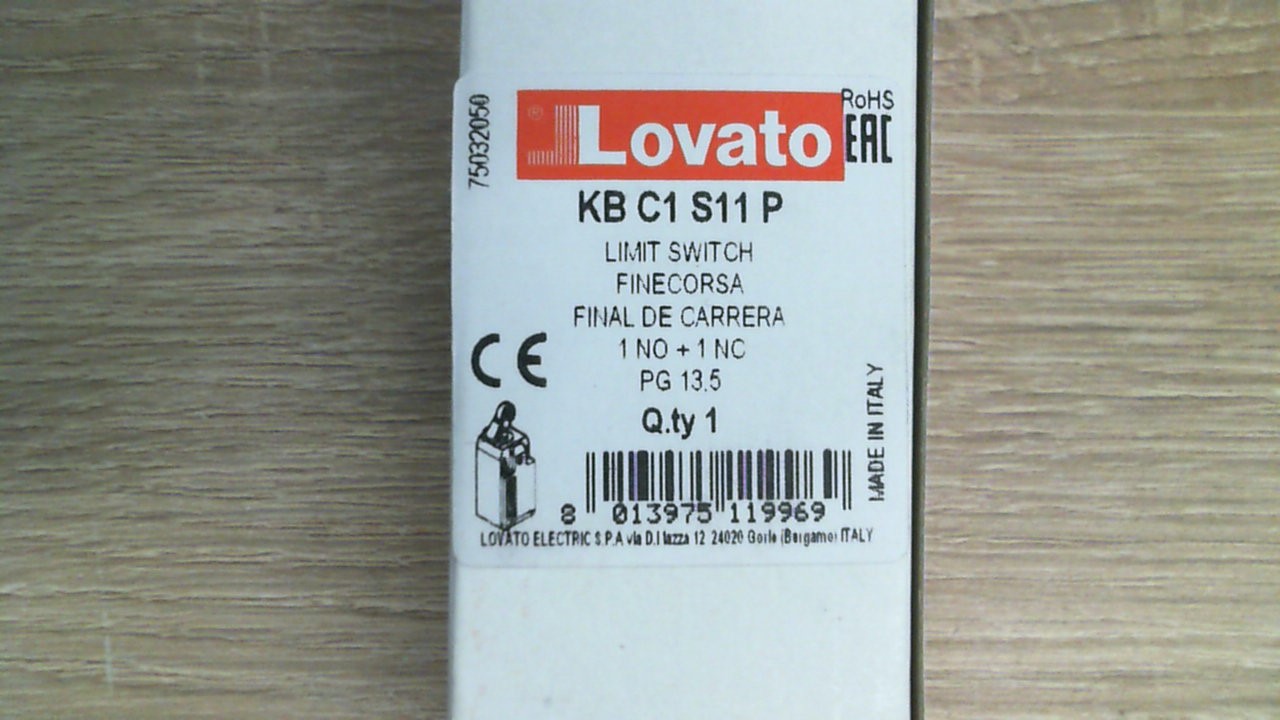 75032050
Lovato
RoHS
EAC
KB C1 S11 P
LIMIT SWITCH
FINECORSA
FINAL DE CARRERA
1 NO + 1 NC
PG 13.5
CE
Q.ty 1
MADE IN ITALY
8 013975 119969
LOVATO ELECTRIC S.P.A via 12 24020 Gorle (Bergamo) ITALY